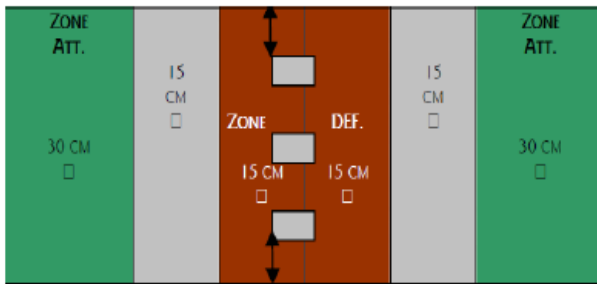 ZONE
ATT.
30 CM
15
CM
ZONE DEF.
15 CM 15 CM
15
CM
ZONE
ATT.
30 CM